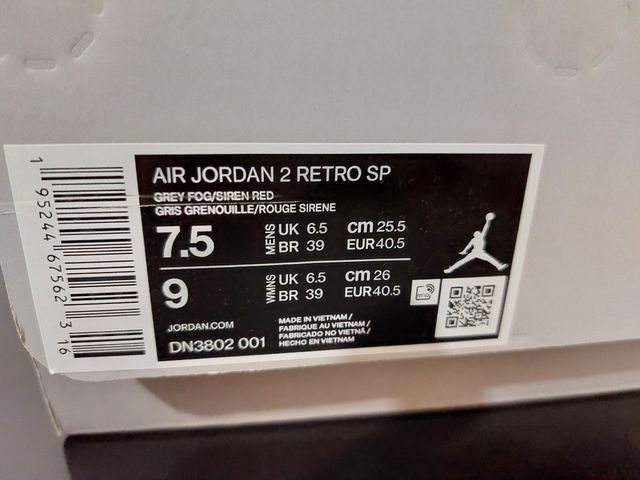 1 95244 67562 3 16
AIR JORDAN 2 RETRO SP
GREY FOG/SIREN RED
GRIS GRENOUILLE/ROUGE SIRENE
7.5 MENS UK 6.5 cm 25.5
BR 39 EUR 40.5
9 WMNS UK 6.5 cm 26
BR 39 EUR 40.5
JORDAN.COM
DN3802 001
MADE IN VIETNAM /
FABRIQUE AU VIETNAM /
FABRICADO NO VIETNÃ /
HECHO EN VIETNAM